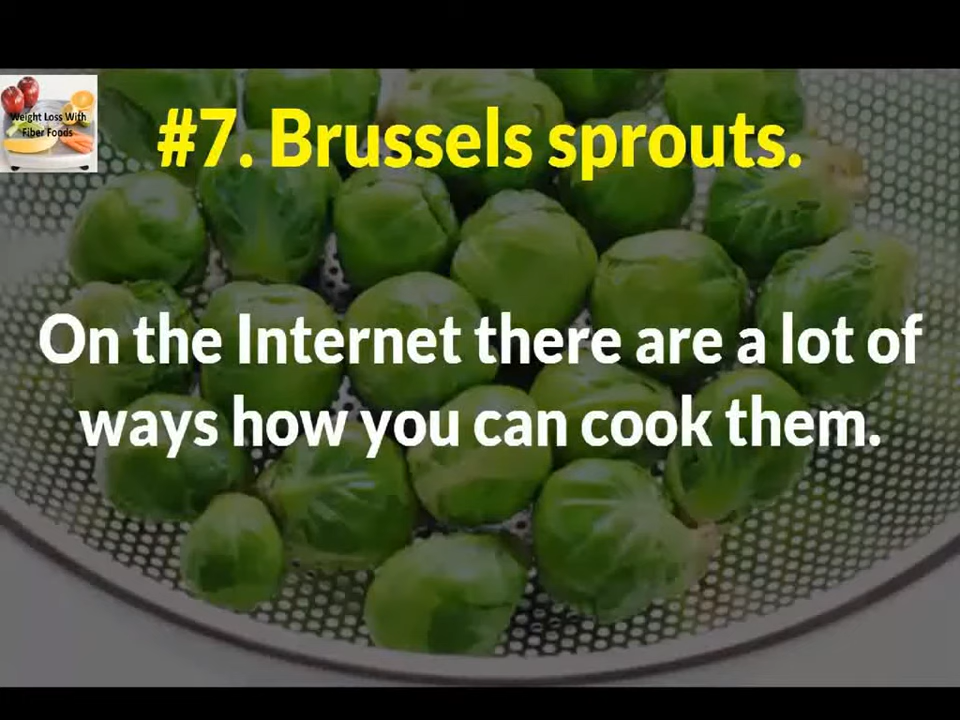 Weight Loss With
Fiber Foods
#7. Brussels sprouts.
On the Internet there are a lot of
ways how you can cook them.